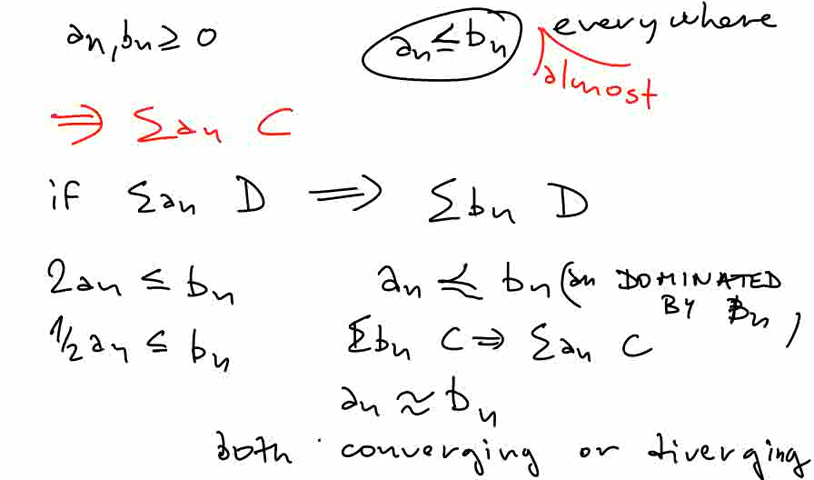 an, bn ≥ 0 an ≤ bn everywhere
almost
⇒ Σan C
if Σan D ⇒ Σbn D
2an ≤ bn an ≼ bn (an DOMINATED
BY Bn)
1/2 an ≤ bn Σbn C ⇒ Σan C
an ≈ bn
both converging or diverging